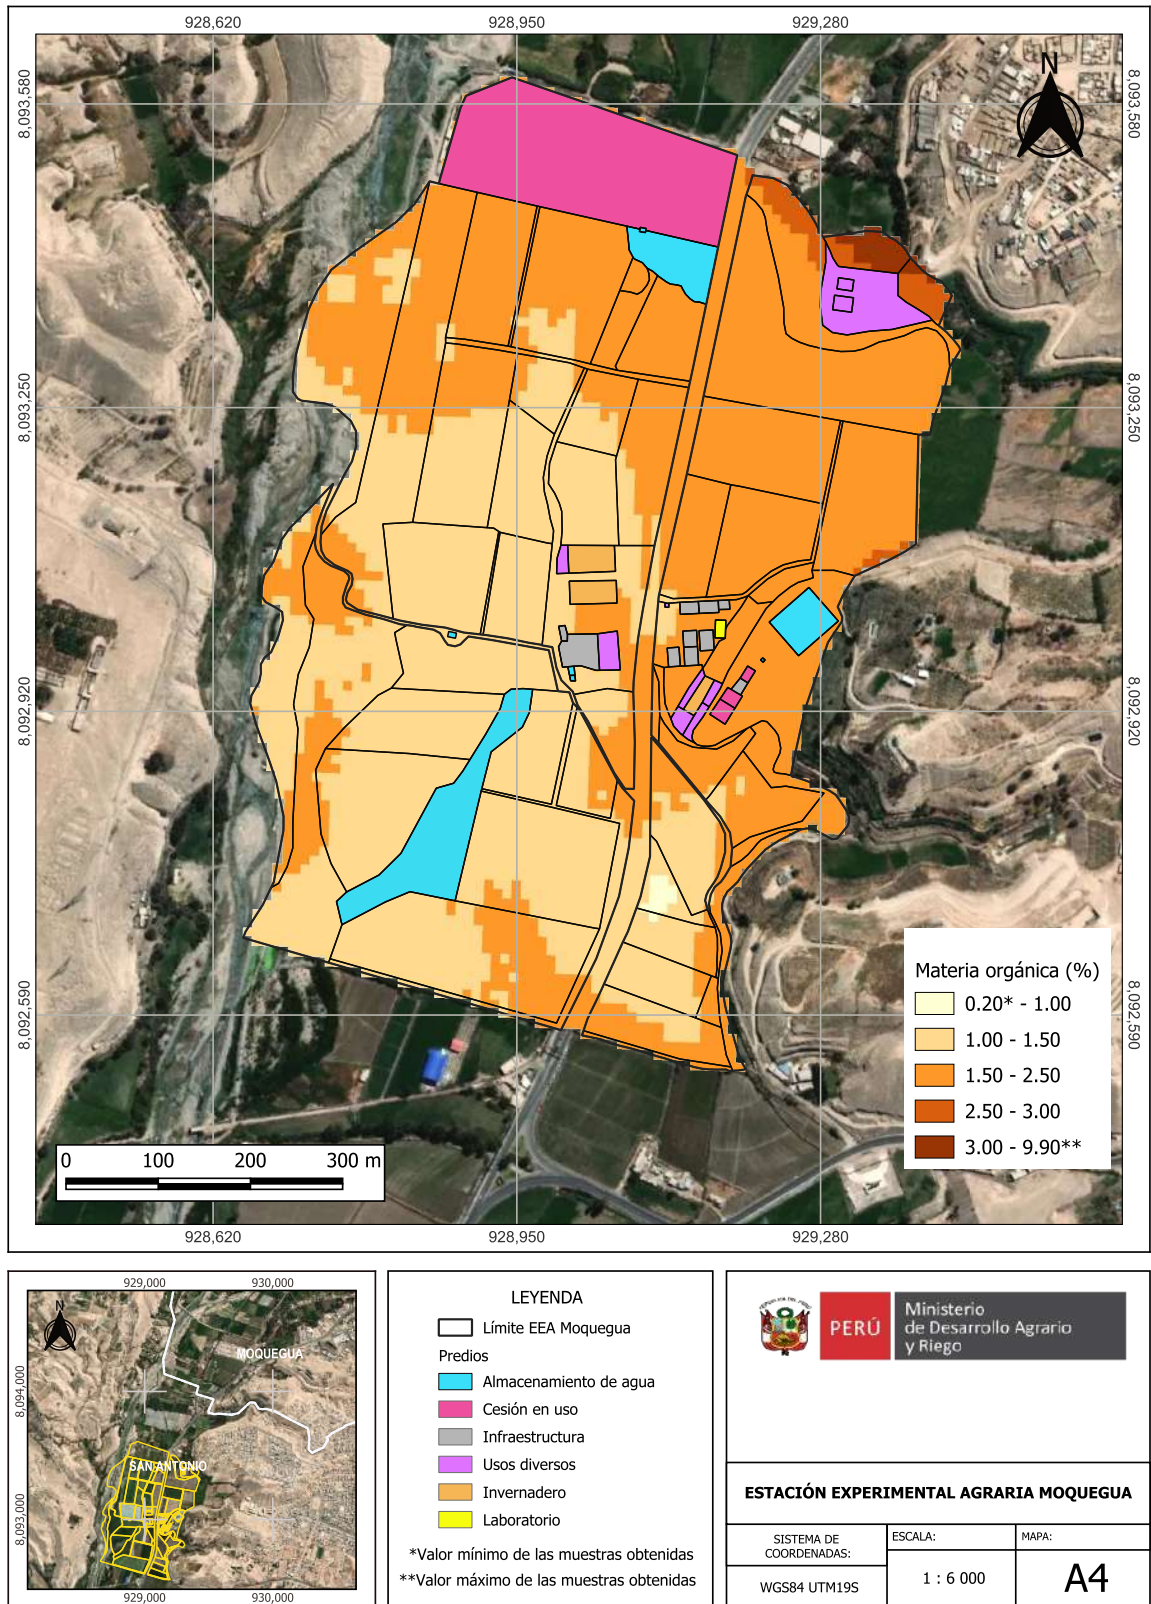 928,620
928,950
929,280
8,093,580
8,093,580
N
8,093,250
8,093,250
8,092,920
8,092,920
8,092,590
8,092,590
Materia orgánica (%)
0.20* - 1.00
1.00 - 1.50
1.50 - 2.50
2.50 - 3.00
3.00 - 9.90**
0 100 200 300 m
928,620
928,950
929,280
929,000
930,000
N
MOQUEGUA
8,094,000
SAN ANTONIO
8,093,000
929,000
930,000
LEYENDA
Límite EEA Moquegua
Predios
Almacenamiento de agua
Cesión en uso
Infraestructura
Usos diversos
Invernadero
Laboratorio
*Valor mínimo de las muestras obtenidas
**Valor máximo de las muestras obtenidas
PERÚ
Ministerio
de Desarrollo Agrario
y Riego
ESTACIÓN EXPERIMENTAL AGRARIA MOQUEGUA
SISTEMA DE
COORDENADAS:
WGS84 UTM19S
ESCALA:
1 : 6 000
MAPA:
A4